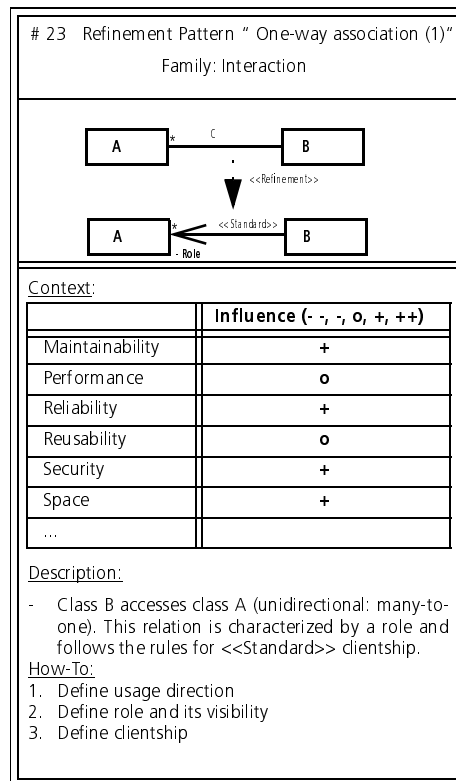 # 23 Refinement Pattern “ One-way association (1)“
Family: Interaction
A * C B
<<Refinement>>
A * <<Standard>> B
- Role
Context:
Influence (- -, -, o, +, ++)
Maintainability +
Performance o
Reliability +
Reusability o
Security +
Space +
...
Description:
- Class B accesses class A (unidirectional: many-to-
one). This relation is characterized by a role and
follows the rules for <<Standard>> clientship.
How-To:
1. Define usage direction
2. Define role and its visibility
3. Define clientship